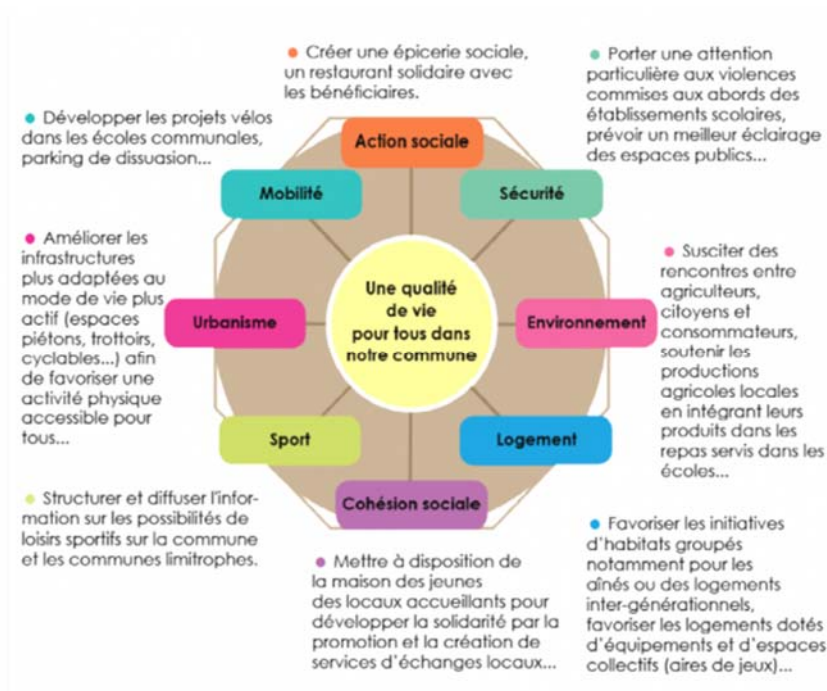 • Créer une épicerie sociale,
un restaurant solidaire avec
les bénéficiaires.
• Porter une attention
particulière aux violences
commises aux abords des
établissements scolaires,
prévoir un meilleur éclairage
des espaces publics...
• Développer les projets vélos
dans les écoles communales,
parking de dissuasion...
Action sociale
Mobilité
Sécurité
• Améliorer les
infrastructures
plus adaptées au
mode de vie plus
actif (espaces
piétons, trottoirs,
cyclables...) afin
de favoriser une
activité physique
accessible pour
tous...
Urbanisme
Une qualité
de vie
pour tous dans
notre commune
Environnement
• Susciter des
rencontres entre
agriculteurs,
citoyens et
consommateurs,
soutenir les
productions
agricoles locales
en intégrant leurs
produits dans les
repas servis dans les
écoles...
Sport
Logement
Cohésion sociale
• Structurer et diffuser l'infor-
mation sur les possibilités de
loisirs sportifs sur la commune
et les communes limitrophes.
• Mettre à disposition de
la maison des jeunes
des locaux accueillants pour
développer la solidarité par la
promotion et la création de
services d'échanges locaux...
• Favoriser les initiatives
d'habitats groupés
notamment pour les
aînés ou des logements
inter-générationnels,
favoriser les logements dotés
d'équipements et d'espaces
collectifs (aires de jeux)...